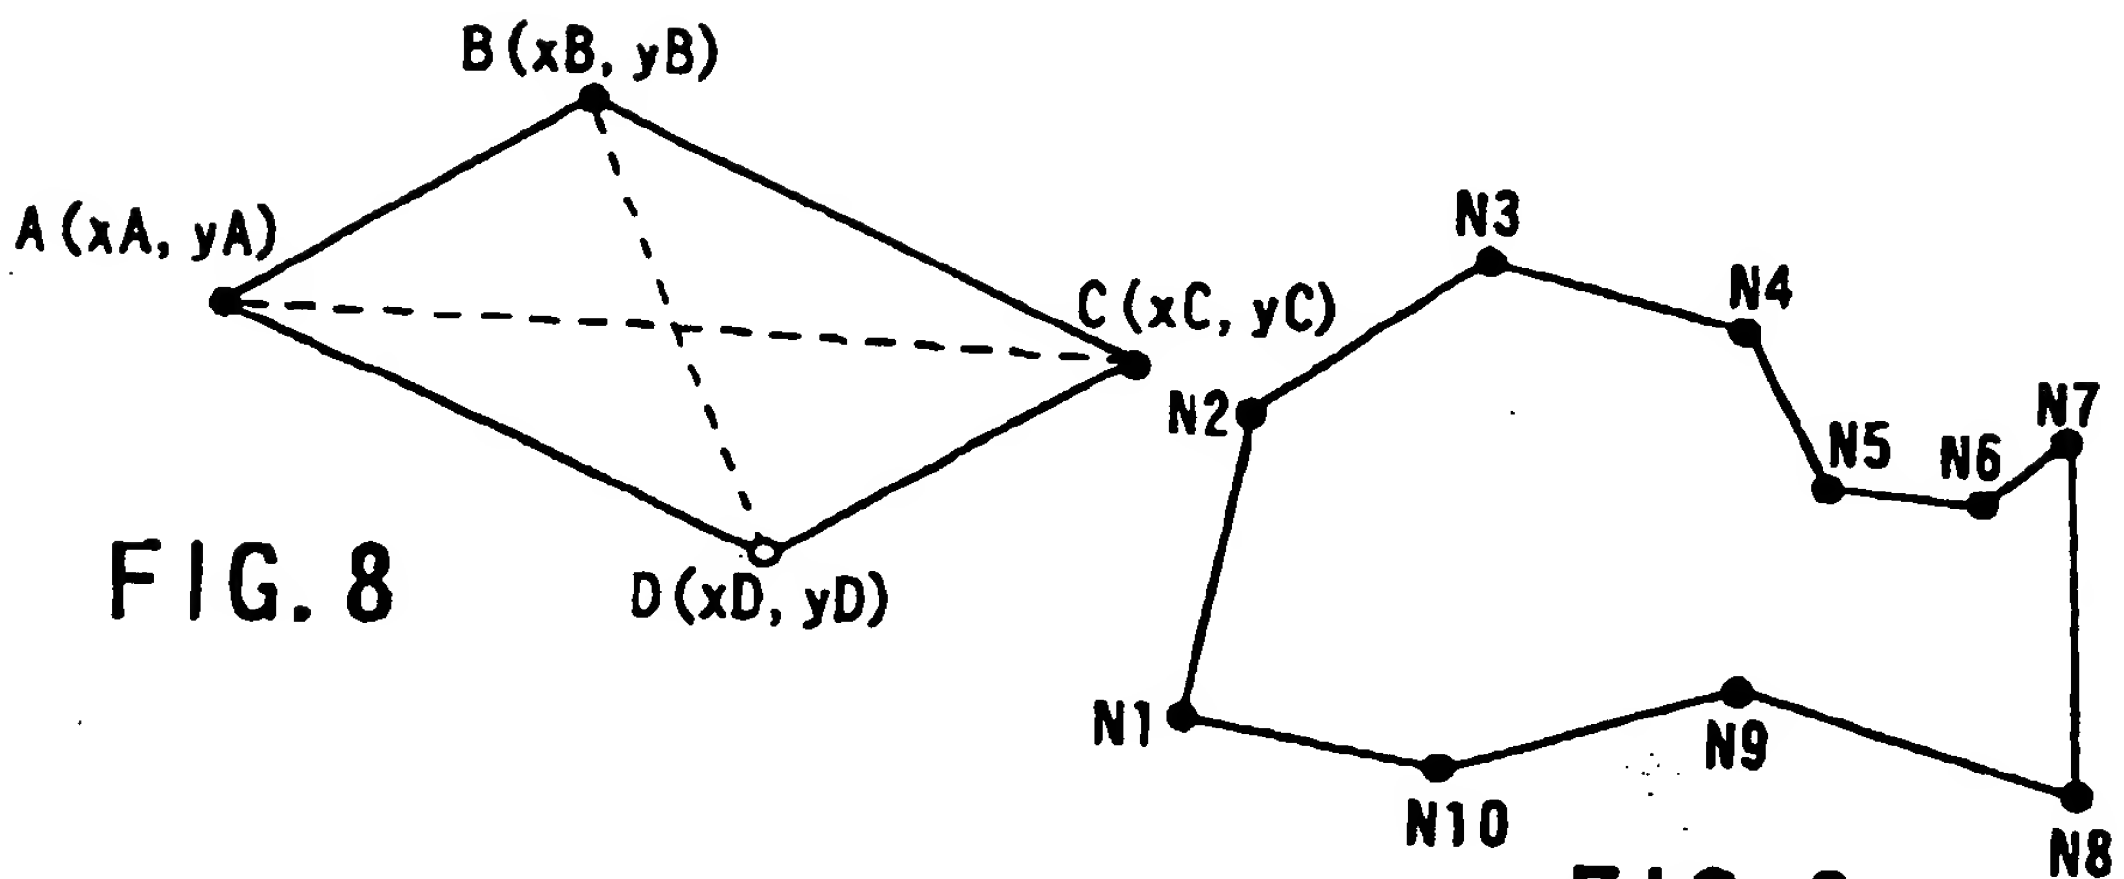 B(xB, yB)
A(xA, yA)
C(xC, yC)
D(xD, yD)
FIG. 8
N3
N4
N2
N7
N5
N6
N1
N9
N10
N8